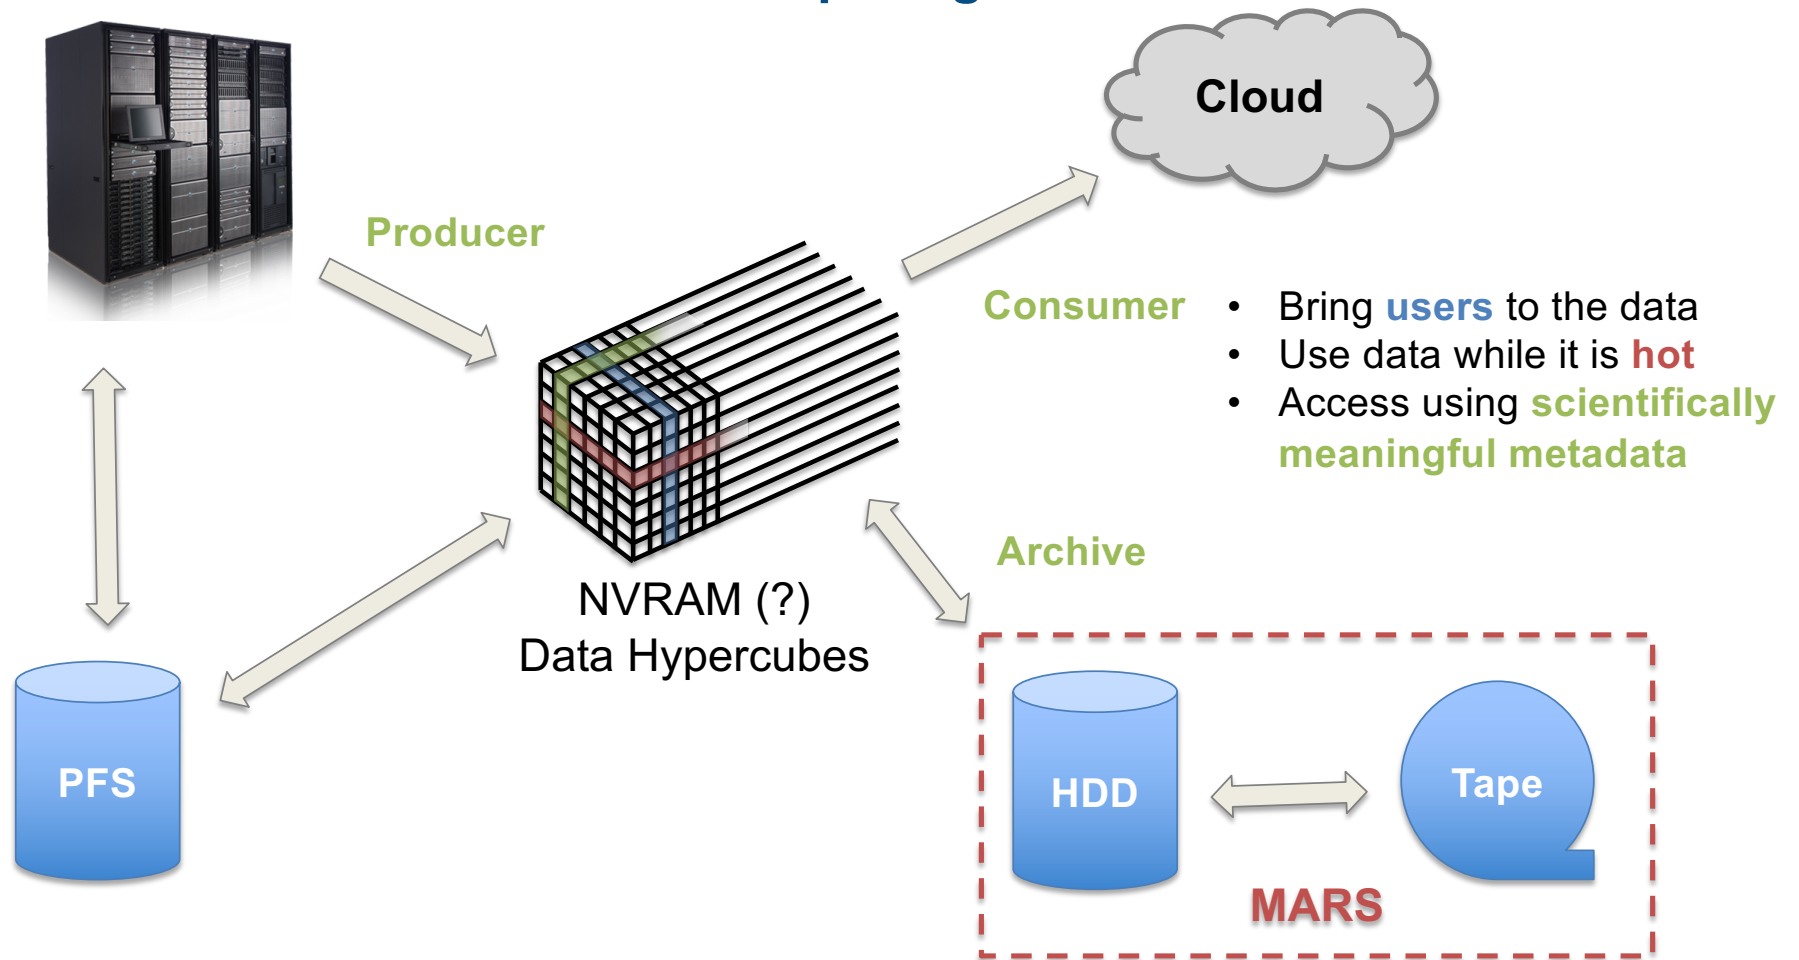 Cloud
Producer
Consumer
• Bring users to the data
• Use data while it is hot
• Access using scientifically
meaningful metadata
Archive
NVRAM (?)
Data Hypercubes
PFS
HDD
Tape
MARS